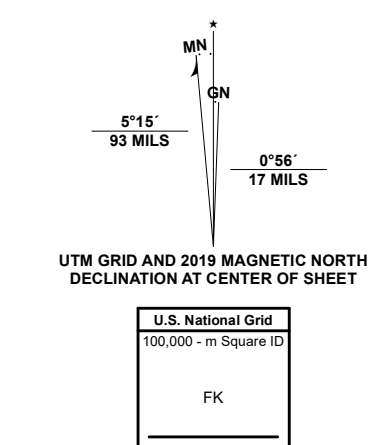 ★
MN
GN
5°15´
93 MILS
0°56´
17 MILS
UTM GRID AND 2019 MAGNETIC NORTH
DECLINATION AT CENTER OF SHEET
U.S. National Grid
100,000 - m Square ID
FK